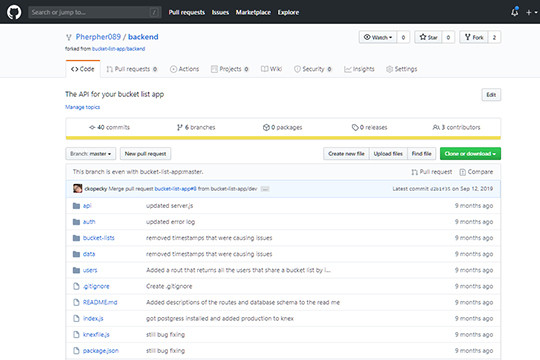 Search or jump to... / Pull requests Issues Marketplace Explore
Pherpher089 / backend Watch 0 Star 0 Fork 2
forked from bucket-list-app/backend
Code Pull requests 0 Actions Projects 0 Wiki Security 0 Insights Settings
The API for your bucket list app Edit
Manage topics
40 commits 6 branches 0 packages 0 releases 3 contributors
Branch: master New pull request Create new file Upload files Find file Clone or download
This branch is even with bucket-list-app:master. Pull request Compare
ckopecky Merge pull request bucket-list-app#8 from bucket-list-app/dev ... Latest commit on Sep 12, 2019
api updated server.js 9 months ago
auth updated error log 9 months ago
bucket-lists removed timestamps that were causing issues 9 months ago
data removed timestamps that were causing issues 9 months ago
users Added a rout that returns all the users that share a bucket list by i... 9 months ago
.gitignore Create .gitignore 9 months ago
README.md Added descriptions of the routes and database schema to the read me 9 months ago
index.js got postgress installed and added production to knex 9 months ago
knexfile.js still bug fixing 9 months ago
package.json still bug fixing 9 months ago